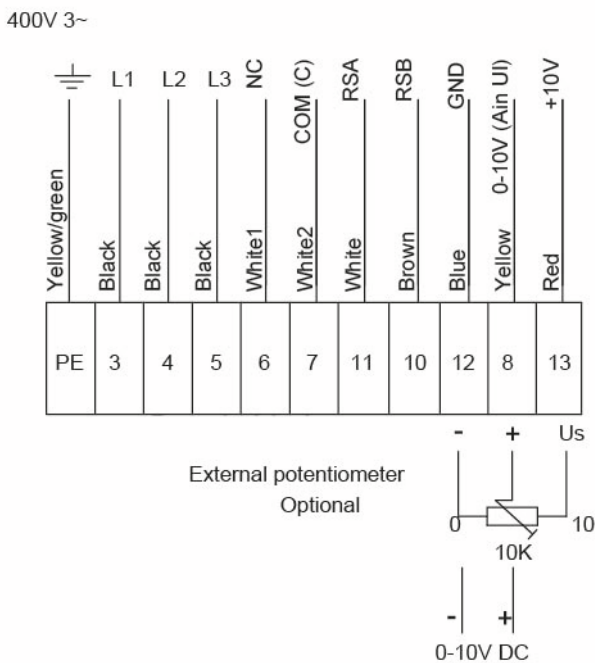 400V 3~
L1 L2 L3 NC COM (C) RSA RSB GND 0-10V (Ain UI) +10V
Yellow/green Black Black Black White1 White2 White Brown Blue Yellow Red
PE 3 4 5 6 7 11 10 12 8 13
- + Us
External potentiometer
Optional
0 10
10K
- +
0-10V DC